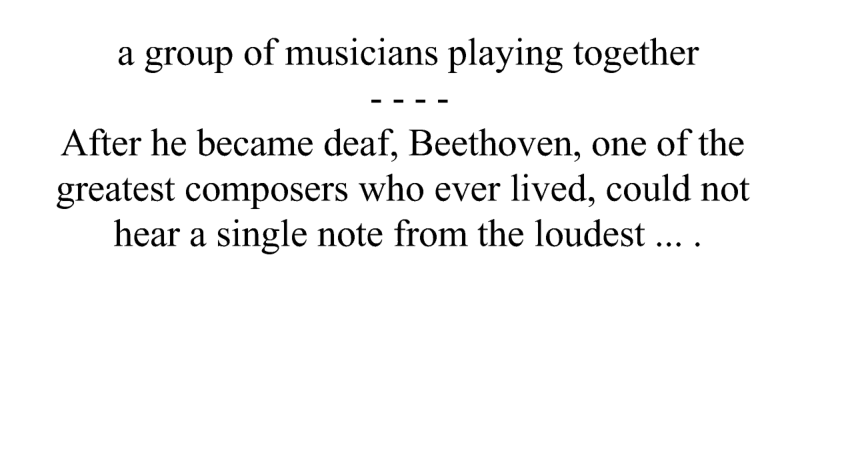 a group of musicians playing together
- - - -
After he became deaf, Beethoven, one of the
greatest composers who ever lived, could not
hear a single note from the loudest ... .